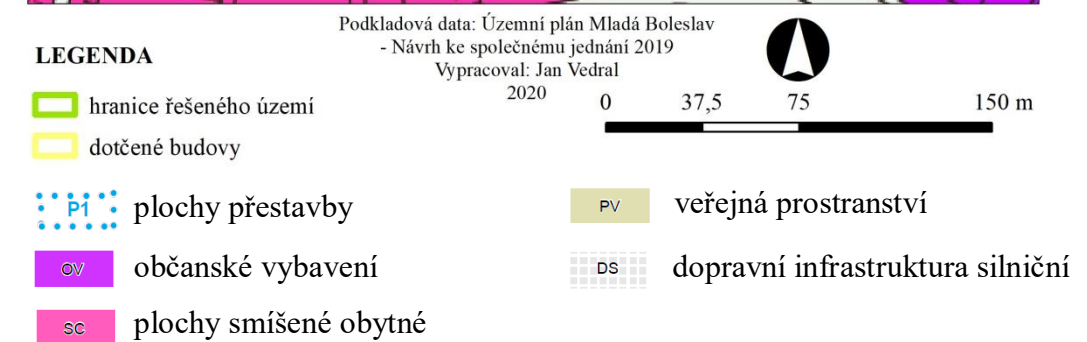 Podkladová data: Územní plán Mladá Boleslav
- Návrh ke společnému jednání 2019
Vypracoval: Jan Vedral
2020
LEGENDA
hranice řešeného území
dotčené budovy
0 37,5 75 150 m
P1 plochy přestavby
OV občanské vybavení
SC plochy smíšené obytné
PV veřejná prostranství
DS dopravní infrastruktura silniční